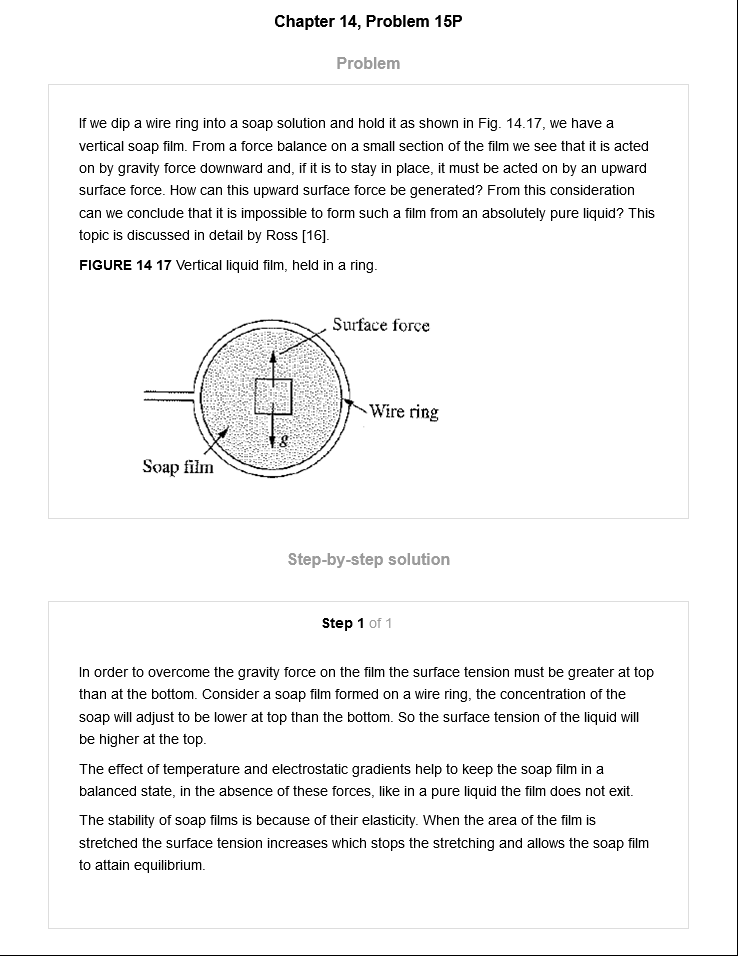 Chapter 14, Problem 15P
Problem
If we dip a wire ring into a soap solution and hold it as shown in Fig. 14.17, we have a
vertical soap film. From a force balance on a small section of the film we see that it is acted
on by gravity force downward and, if it is to stay in place, it must be acted on by an upward
surface force. How can this upward surface force be generated? From this consideration
can we conclude that it is impossible to form such a film from an absolutely pure liquid? This
topic is discussed in detail by Ross [16].
FIGURE 14 17 Vertical liquid film, held in a ring.
Surface force
Wire ring
g
Soap film
Step-by-step solution
Step 1 of 1
In order to overcome the gravity force on the film the surface tension must be greater at top
than at the bottom. Consider a soap film formed on a wire ring, the concentration of the
soap will adjust to be lower at top than the bottom. So the surface tension of the liquid will
be higher at the top.
The effect of temperature and electrostatic gradients help to keep the soap film in a
balanced state, in the absence of these forces, like in a pure liquid the film does not exit.
The stability of soap films is because of their elasticity. When the area of the film is
stretched the surface tension increases which stops the stretching and allows the soap film
to attain equilibrium.